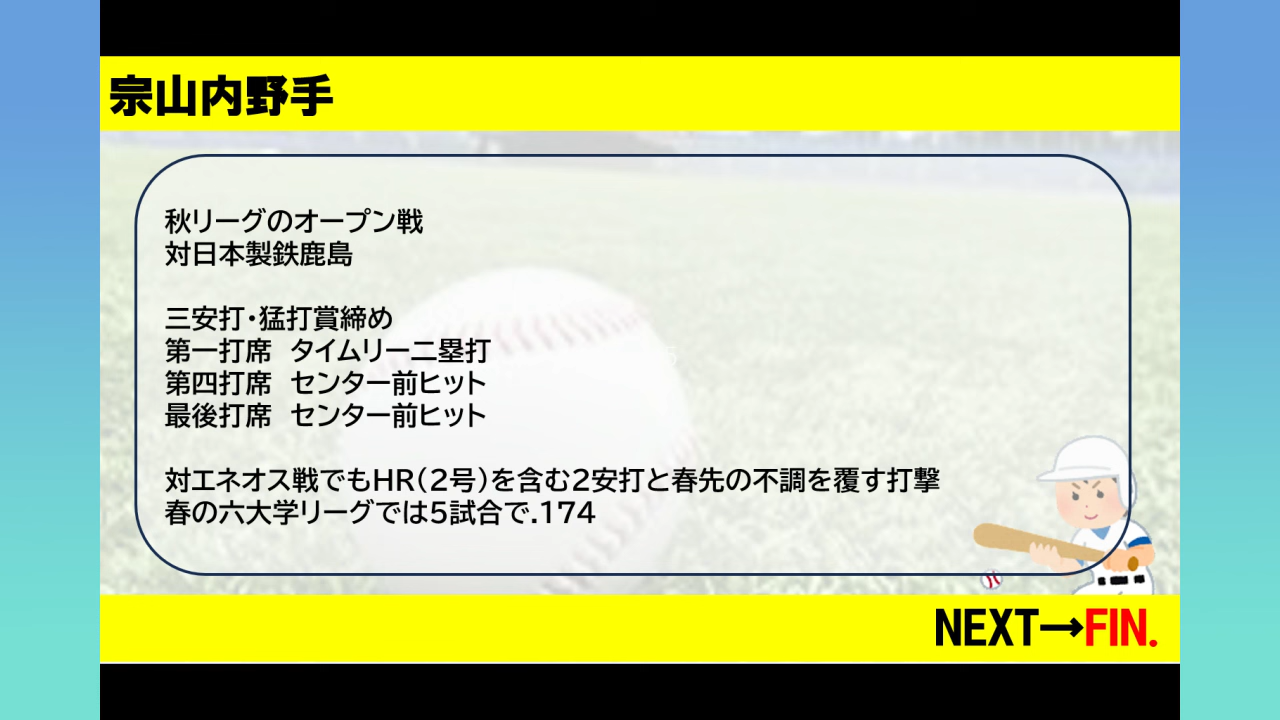 宗山内野手
秋リーグのオープン戦
対日本製鉄鹿島
三安打・猛打賞締め
第一打席　タイムリー二塁打
第四打席　センター前ヒット
最後打席　センター前ヒット
対エネオス戦でもHR（2号）を含む2安打と春先の不調を覆す打撃
春の六大学リーグでは5試合で.174
NEXT→FIN.